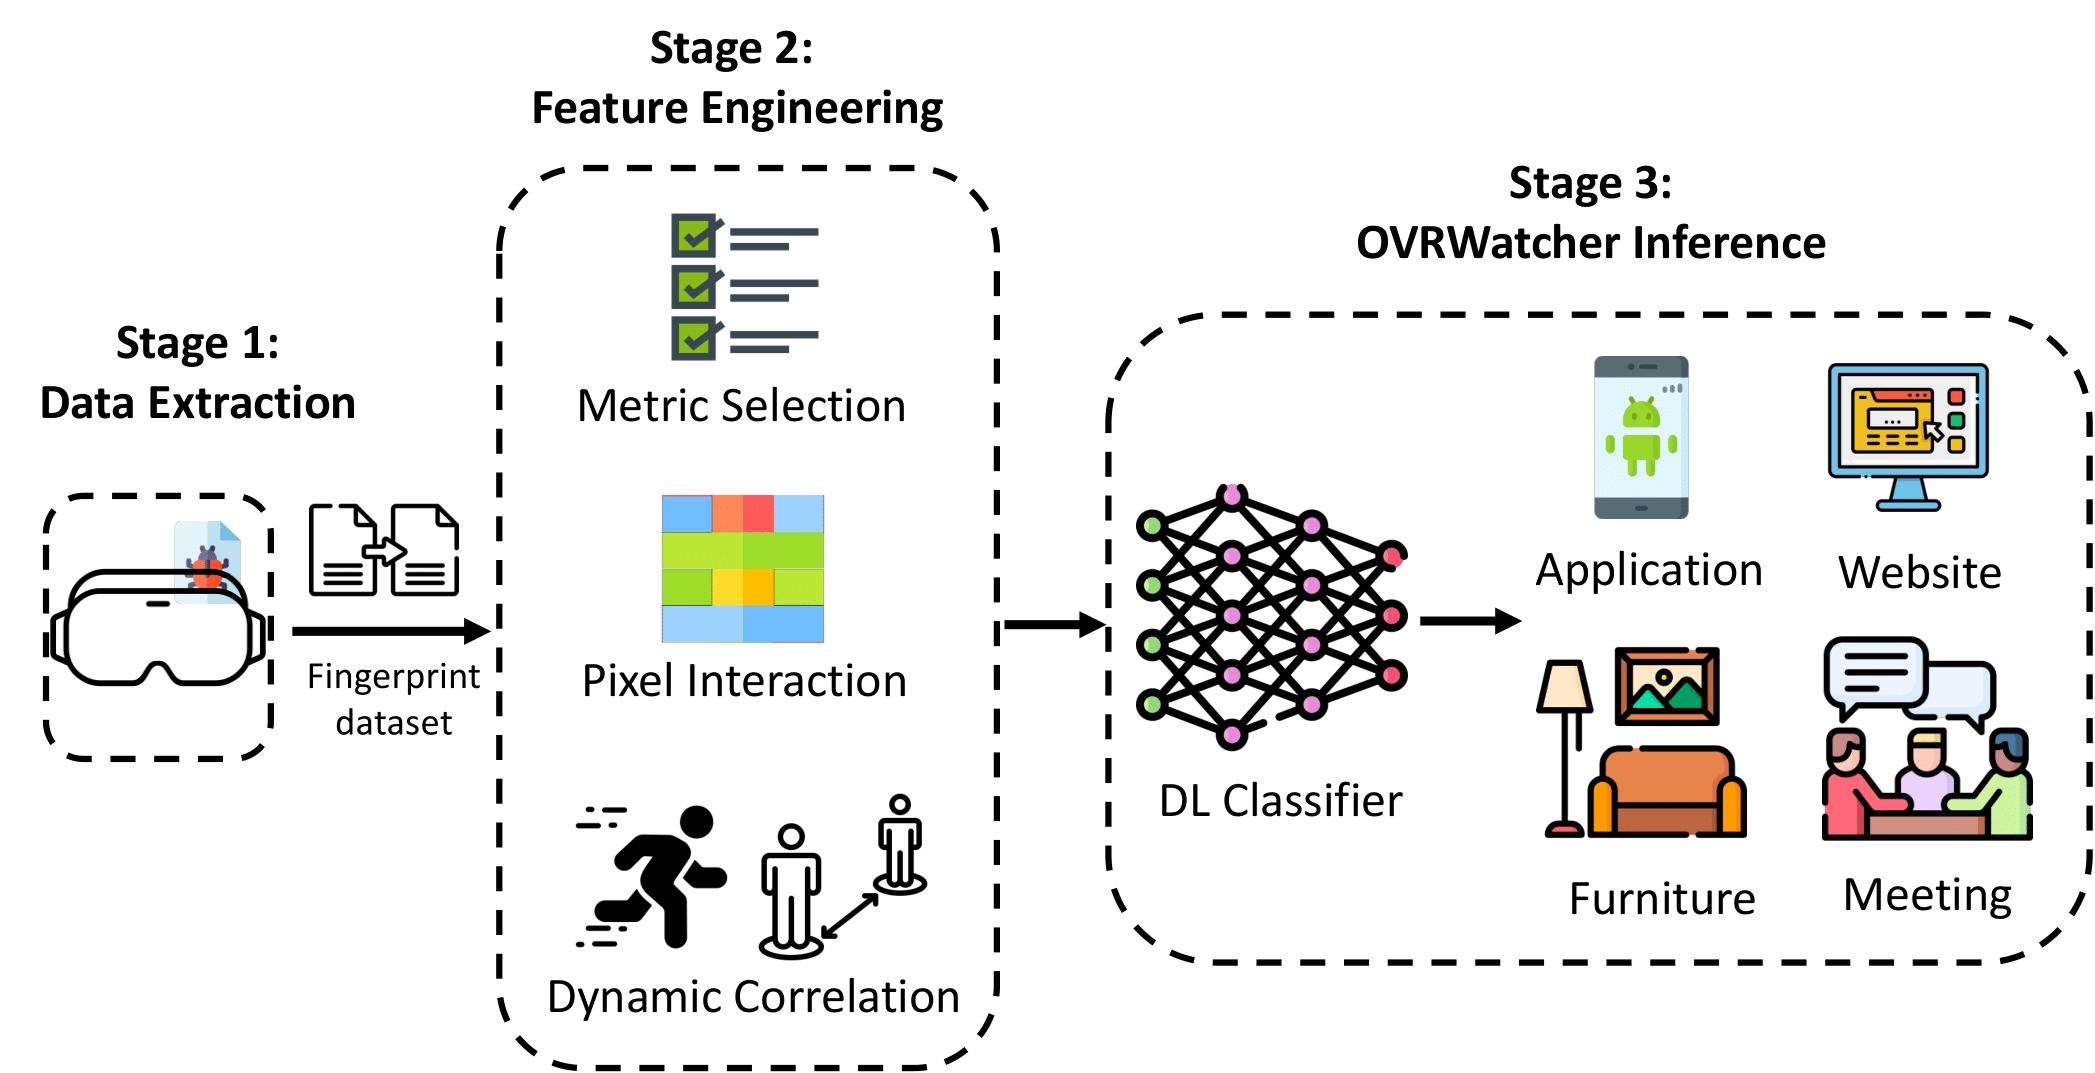 Stage 1:
Data Extraction
Fingerprint
dataset
Stage 2:
Feature Engineering
Metric Selection
Pixel Interaction
Dynamic Correlation
Stage 3:
OVRWatcher Inference
DL Classifier
Application
Website
Furniture
Meeting